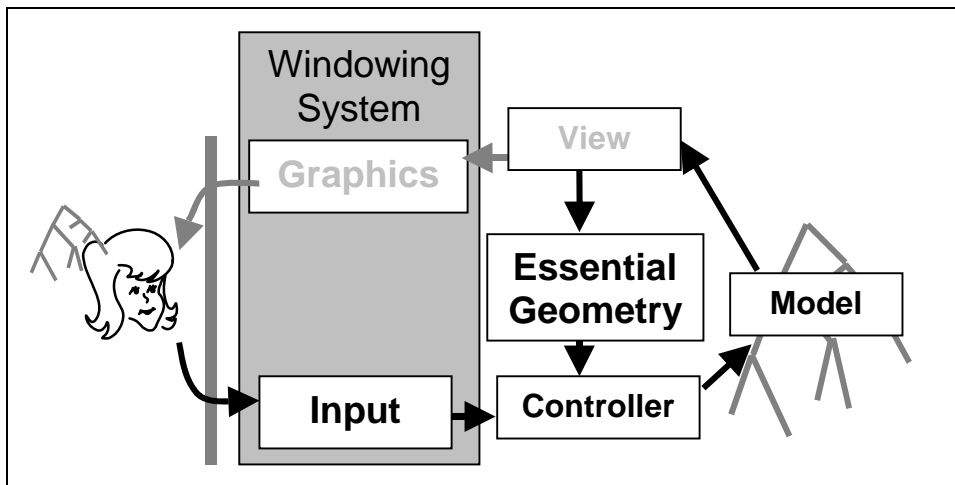 Windowing
System
View
Graphics
Essential
Geometry
Model
Input
Controller